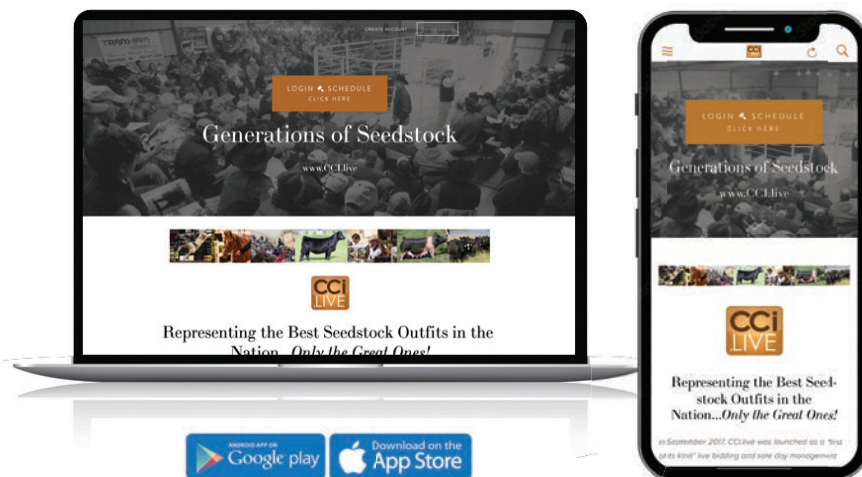 CREATE ACCOUNT
LOGIN SCHEDULE
CLICK HERE
Generations of Seedstock
www.CCI.live
CCi
.LIVE
Representing the Best Seedstock Outfits in the
Nation...Only the Great Ones!
ANDROID APP ON
Google play
Download on the
App Store
CCi
LIVE
LOGIN SCHEDULE
CLICK HERE
Generations of Seedstock
www.CCI.live
CCi
.LIVE
Representing the Best Seed-
stock Outfits in the
Nation...Only the Great Ones!
In September 2017, CCI.live was launched as a "first
of its kind" live bidding and sale day management